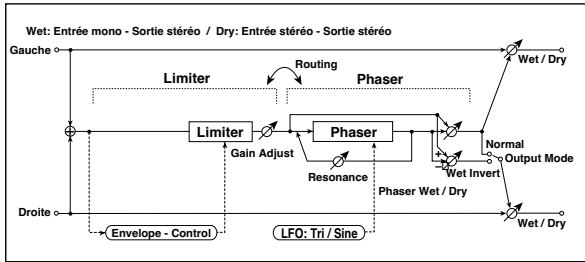 Wet: Entrée mono - Sortie stéréo / Dry: Entrée stéréo - Sortie stéréo
Gauche
Wet / Dry
Routing
Limiter
Phaser
Limiter
Phaser
Gain Adjust
Resonance
Normal
Output Mode
+
−
Wet Invert
Phaser Wet / Dry
Droite
Envelope - Control
LFO: Tri / Sine
Wet / Dry